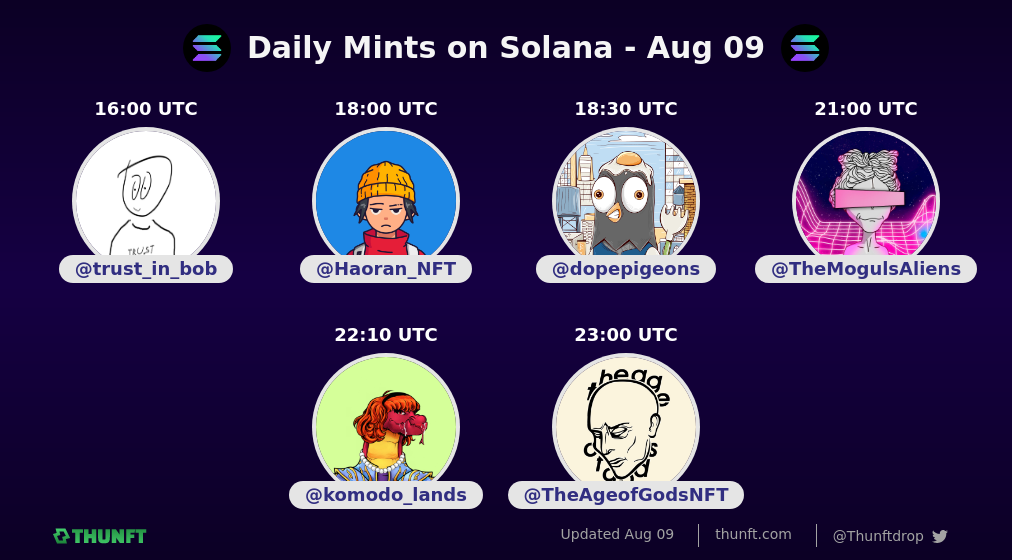 Daily Mints on Solana - Aug 09
16:00 UTC
18:00 UTC
18:30 UTC
21:00 UTC
TRUST
@trust_in_bob
@Haoran_NFT
@dopepigeons
@TheMogulsAliens
22:10 UTC
23:00 UTC
theage
@komodo_lands
@TheAgeofGodsNFT
THUNFT
Updated Aug 09
thunft.com
@Thunftdrop